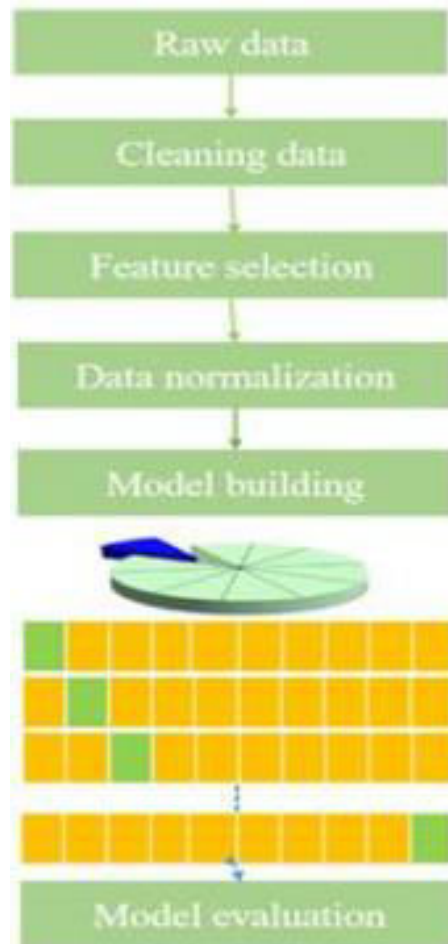 Raw data
Cleaning data
Feature selection
Data normalization
Model building
Model evaluation